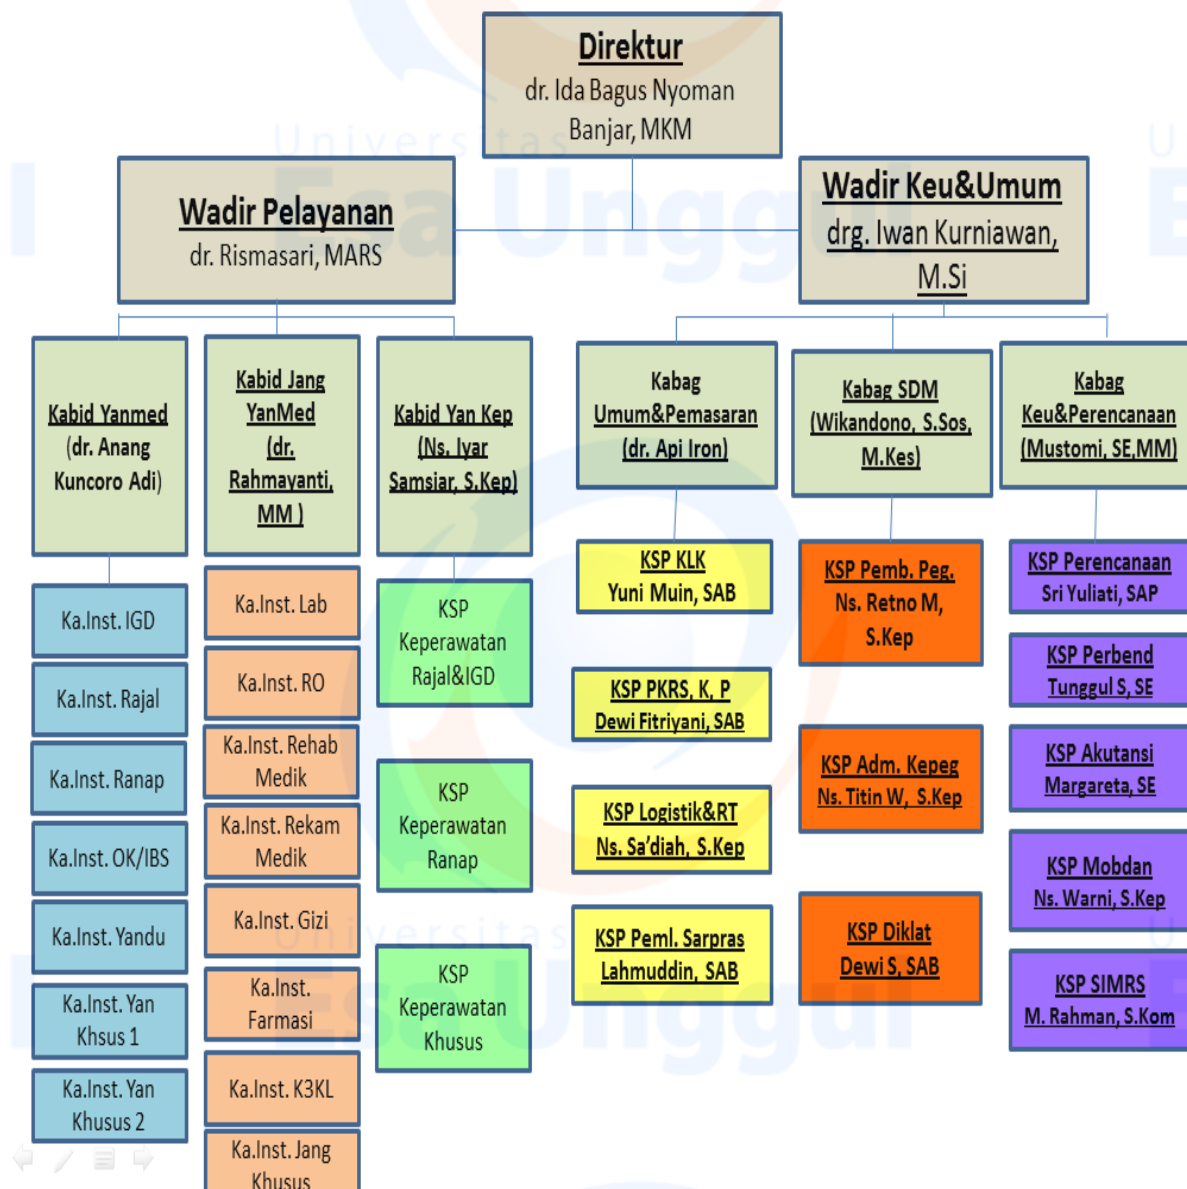 Direktur
dr. Ida Bagus Nyoman
Banjar, MKM
Wadir Pelayanan
dr. Rismasari, MARS
Wadir Keu&Umum
drg. Iwan Kurniawan,
M.Si
Kabid Yanmed
(dr. Anang
Kuncoro Adi)
Kabid Jang
YanMed
(dr.
Rahmayanti,
MM )
Kabid Yan Kep
(Ns. Iyar
Samsiar, S.Kep)
Kabag
Umum&Pemasaran
(dr. Api Iron)
Kabag SDM
(Wikandono, S.Sos,
M.Kes)
Kabag
Keu&Perencanaan
(Mustomi, SE,MM)
Ka.Inst. IGD
Ka.Inst. Rajal
Ka.Inst. Ranap
Ka.Inst. OK/IBS
Ka.Inst. Yandu
Ka.Inst. Yan
Khsus 1
Ka.Inst. Yan
Khusus 2
Ka.Inst. Lab
Ka.Inst. RO
Ka.Inst. Rehab
Medik
Ka.Inst. Rekam
Medik
Ka.Inst. Gizi
Ka.Inst.
Farmasi
Ka.Inst. K3KL
Ka.Inst. Jang
Khusus
KSP
Keperawatan
Rajal&IGD
KSP
Keperawatan
Ranap
KSP
Keperawatan
Khusus
KSP KLK
Yuni Muin, SAB
KSP PKRS, K, P
Dewi Fitriyani, SAB
KSP Logistik&RT
Ns. Sa’diah, S.Kep
KSP Peml. Sarpras
Lahmuddin, SAB
KSP Pemb. Peg.
Ns. Retno M,
S.Kep
KSP Adm. Kepeg
Ns. Titin W, S.Kep
KSP Diklat
Dewi S, SAB
KSP Perencanaan
Sri Yuliati, SAP
KSP Perbend
Tunggul S, SE
KSP Akutansi
Margareta, SE
KSP Mobdan
Ns. Warni, S.Kep
KSP SIMRS
M. Rahman, S.Kom
Universitas
Esa Unggul
Universitas
Esa Unggul